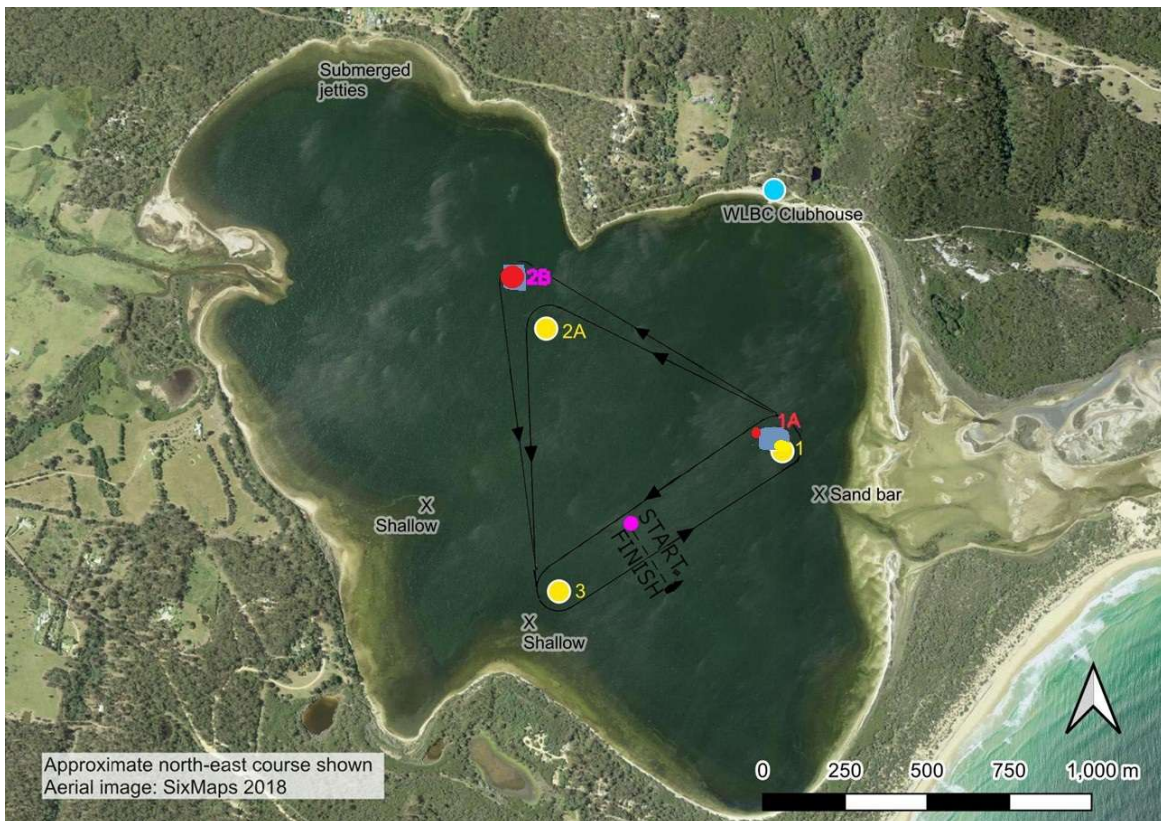 Submerged
jetties
WLBC Clubhouse
2B
2A
1A
1
X Sand bar
X
Shallow
START
FINISH
3
X
Shallow
Approximate north-east course shown
Aerial image: SixMaps 2018
0 250 500 750 1,000 m